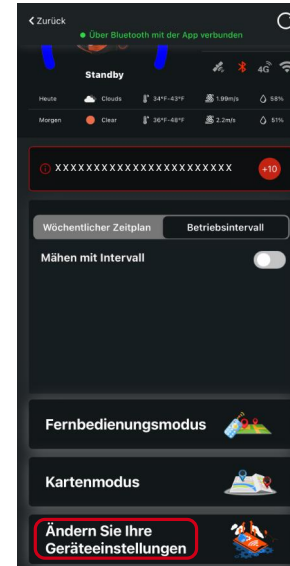 Zurück
Über Bluetooth mit der App verbunden
Standby
4G
Heute Clouds 34°F-43°F 1.99m/s 58%
Morgen Clear 36°F-48°F 2.2m/s 51%
XXXXXXXXXXXXXXXXXXXXXXX +10
Wöchentlicher Zeitplan Betriebsintervall
Mähen mit Intervall
Fernbedienungsmodus
Kartenmodus
Ändern Sie Ihre
Geräteeinstellungen